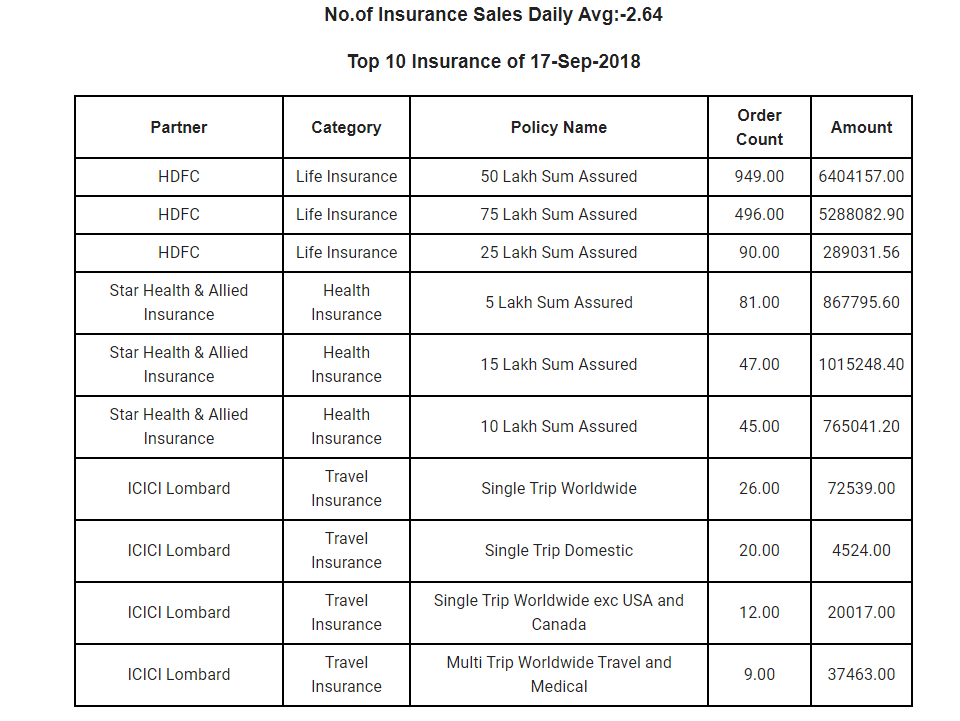 No.of Insurance Sales Daily Avg:-2.64
Top 10 Insurance of 17-Sep-2018
Partner Category Policy Name Order Count Amount
HDFC Life Insurance 50 Lakh Sum Assured 949.00 6404157.00
HDFC Life Insurance 75 Lakh Sum Assured 496.00 5288082.90
HDFC Life Insurance 25 Lakh Sum Assured 90.00 289031.56
Star Health & Allied Insurance Health Insurance 5 Lakh Sum Assured 81.00 867795.60
Star Health & Allied Insurance Health Insurance 15 Lakh Sum Assured 47.00 1015248.40
Star Health & Allied Insurance Health Insurance 10 Lakh Sum Assured 45.00 765041.20
ICICI Lombard Travel Insurance Single Trip Worldwide 26.00 72539.00
ICICI Lombard Travel Insurance Single Trip Domestic 20.00 4524.00
ICICI Lombard Travel Insurance Single Trip Worldwide exc USA and Canada 12.00 20017.00
ICICI Lombard Travel Insurance Multi Trip Worldwide Travel and Medical 9.00 37463.00